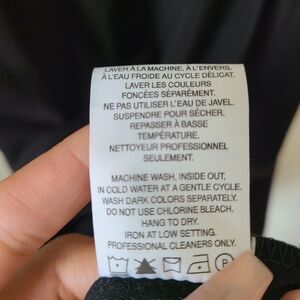 LAVER À LA MACHINE, À L'ENVERS,
À L'EAU FROIDE AU CYCLE DÉLICAT.
LAVER LES COULEURS
FONCÉES SÉPARÉMENT.
NE PAS UTILISER L'EAU DE JAVEL.
SUSPENDRE POUR SÉCHER.
REPASSER À BASSE
TEMPÉRATURE.
NETTOYEUR PROFESSIONNEL
SEULEMENT.
MACHINE WASH, INSIDE OUT,
IN COLD WATER AT A GENTLE CYCLE.
WASH DARK COLORS SEPARATELY.
DO NOT USE CHLORINE BLEACH.
HANG TO DRY.
IRON AT LOW SETTING.
PROFESSIONAL CLEANERS ONLY.